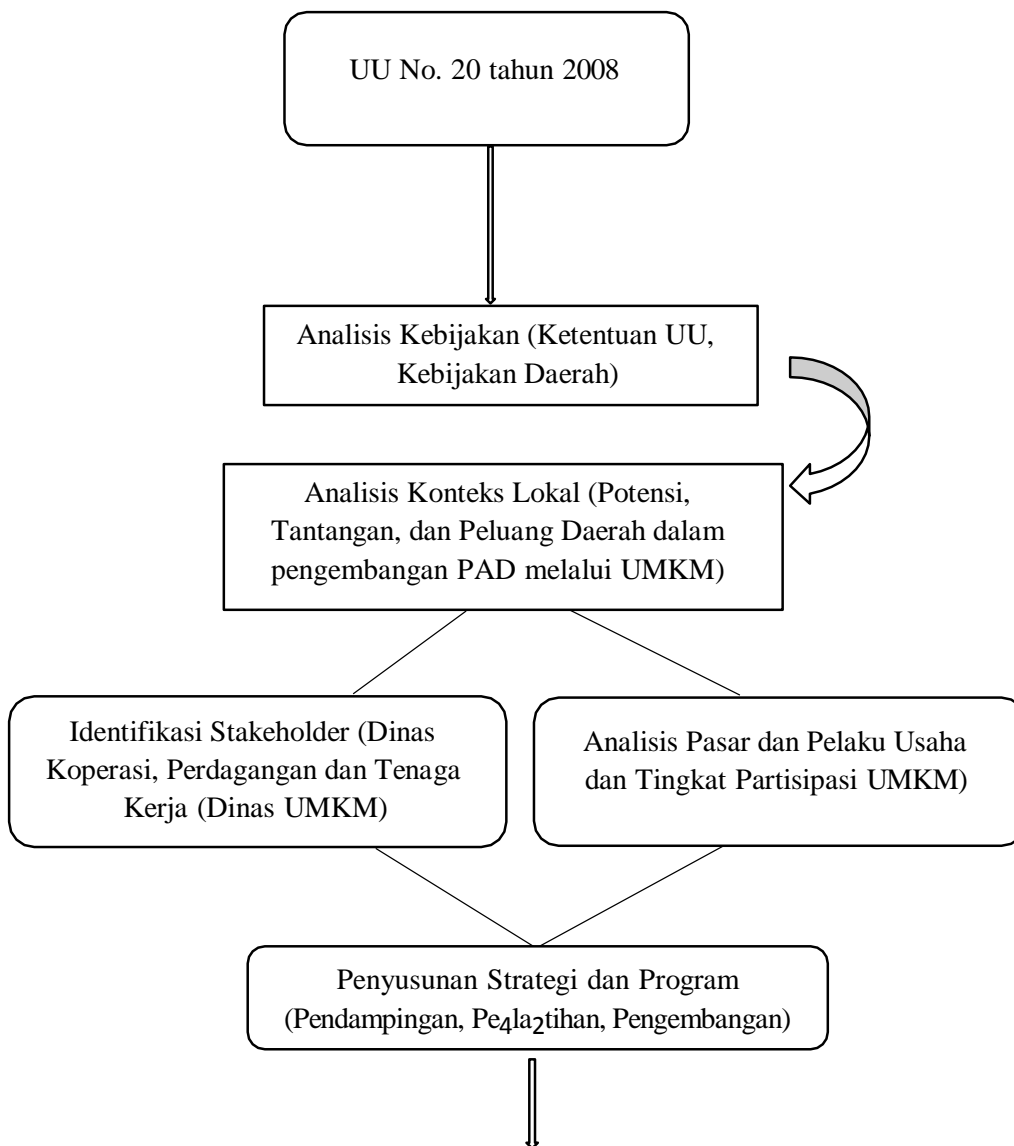 UU No. 20 tahun 2008
Analisis Kebijakan (Ketentuan UU,
Kebijakan Daerah)
Analisis Konteks Lokal (Potensi,
Tantangan, dan Peluang Daerah dalam
pengembangan PAD melalui UMKM)
Identifikasi Stakeholder (Dinas
Koperasi, Perdagangan dan Tenaga
Kerja (Dinas UMKM)
Analisis Pasar dan Pelaku Usaha
dan Tingkat Partisipasi UMKM)
Penyusunan Strategi dan Program
(Pendampingan, Pe4la2tihan, Pengembangan)